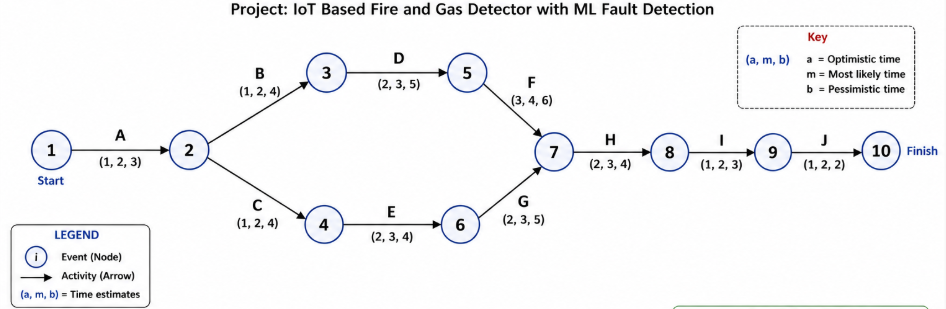 Project: IoT Based Fire and Gas Detector with ML Fault Detection
Key
(a, m, b) a = Optimistic time
m = Most likely time
b = Pessimistic time
B
(1, 2, 4)
3
D
(2, 3, 5)
5
F
(3, 4, 6)
1
Start
A
(1, 2, 3)
2
7
H
(2, 3, 4)
8
I
(1, 2, 3)
9
J
(1, 2, 2)
10
Finish
C
(1, 2, 4)
4
E
(2, 3, 4)
6
G
(2, 3, 5)
LEGEND
i Event (Node)
Activity (Arrow)
(a, m, b) = Time estimates